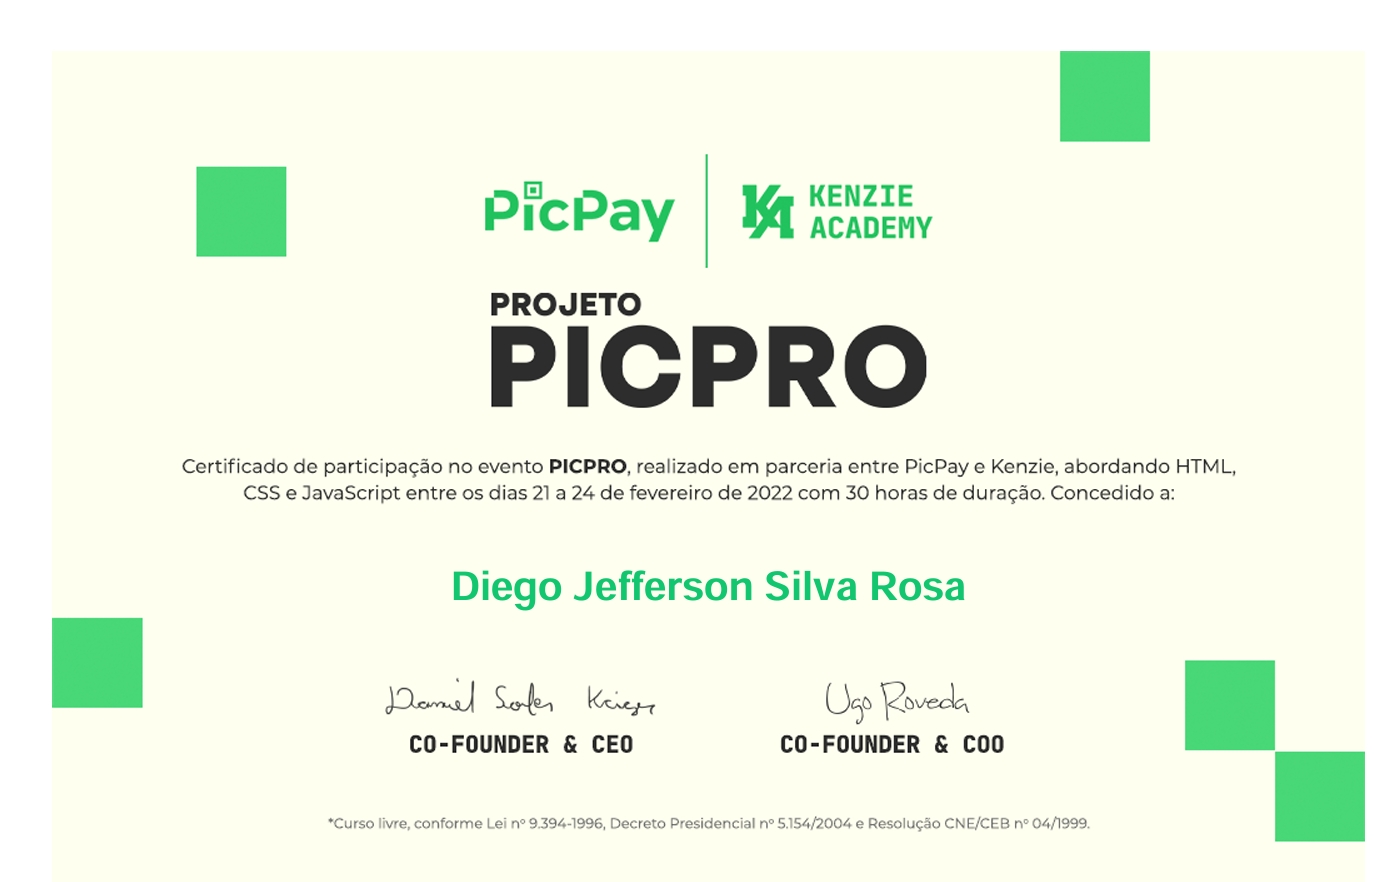 PicPay
KENZIE
ACADEMY
PROJETO
PICPRO
Certificado de participação no evento PICPRO, realizado em parceria entre PicPay e Kenzie, abordando HTML,
CSS e JavaScript entre os dias 21 a 24 de fevereiro de 2022 com 30 horas de duração. Concedido a:
Diego Jefferson Silva Rosa
Daniel Kriger
Ugo Roveda
CO-FOUNDER & CEO
CO-FOUNDER & COO
*Curso livre, conforme Lei nº 9.394-1996, Decreto Presidencial nº 5.154/2004 e Resolução CNE/CEB nº 04/1999.